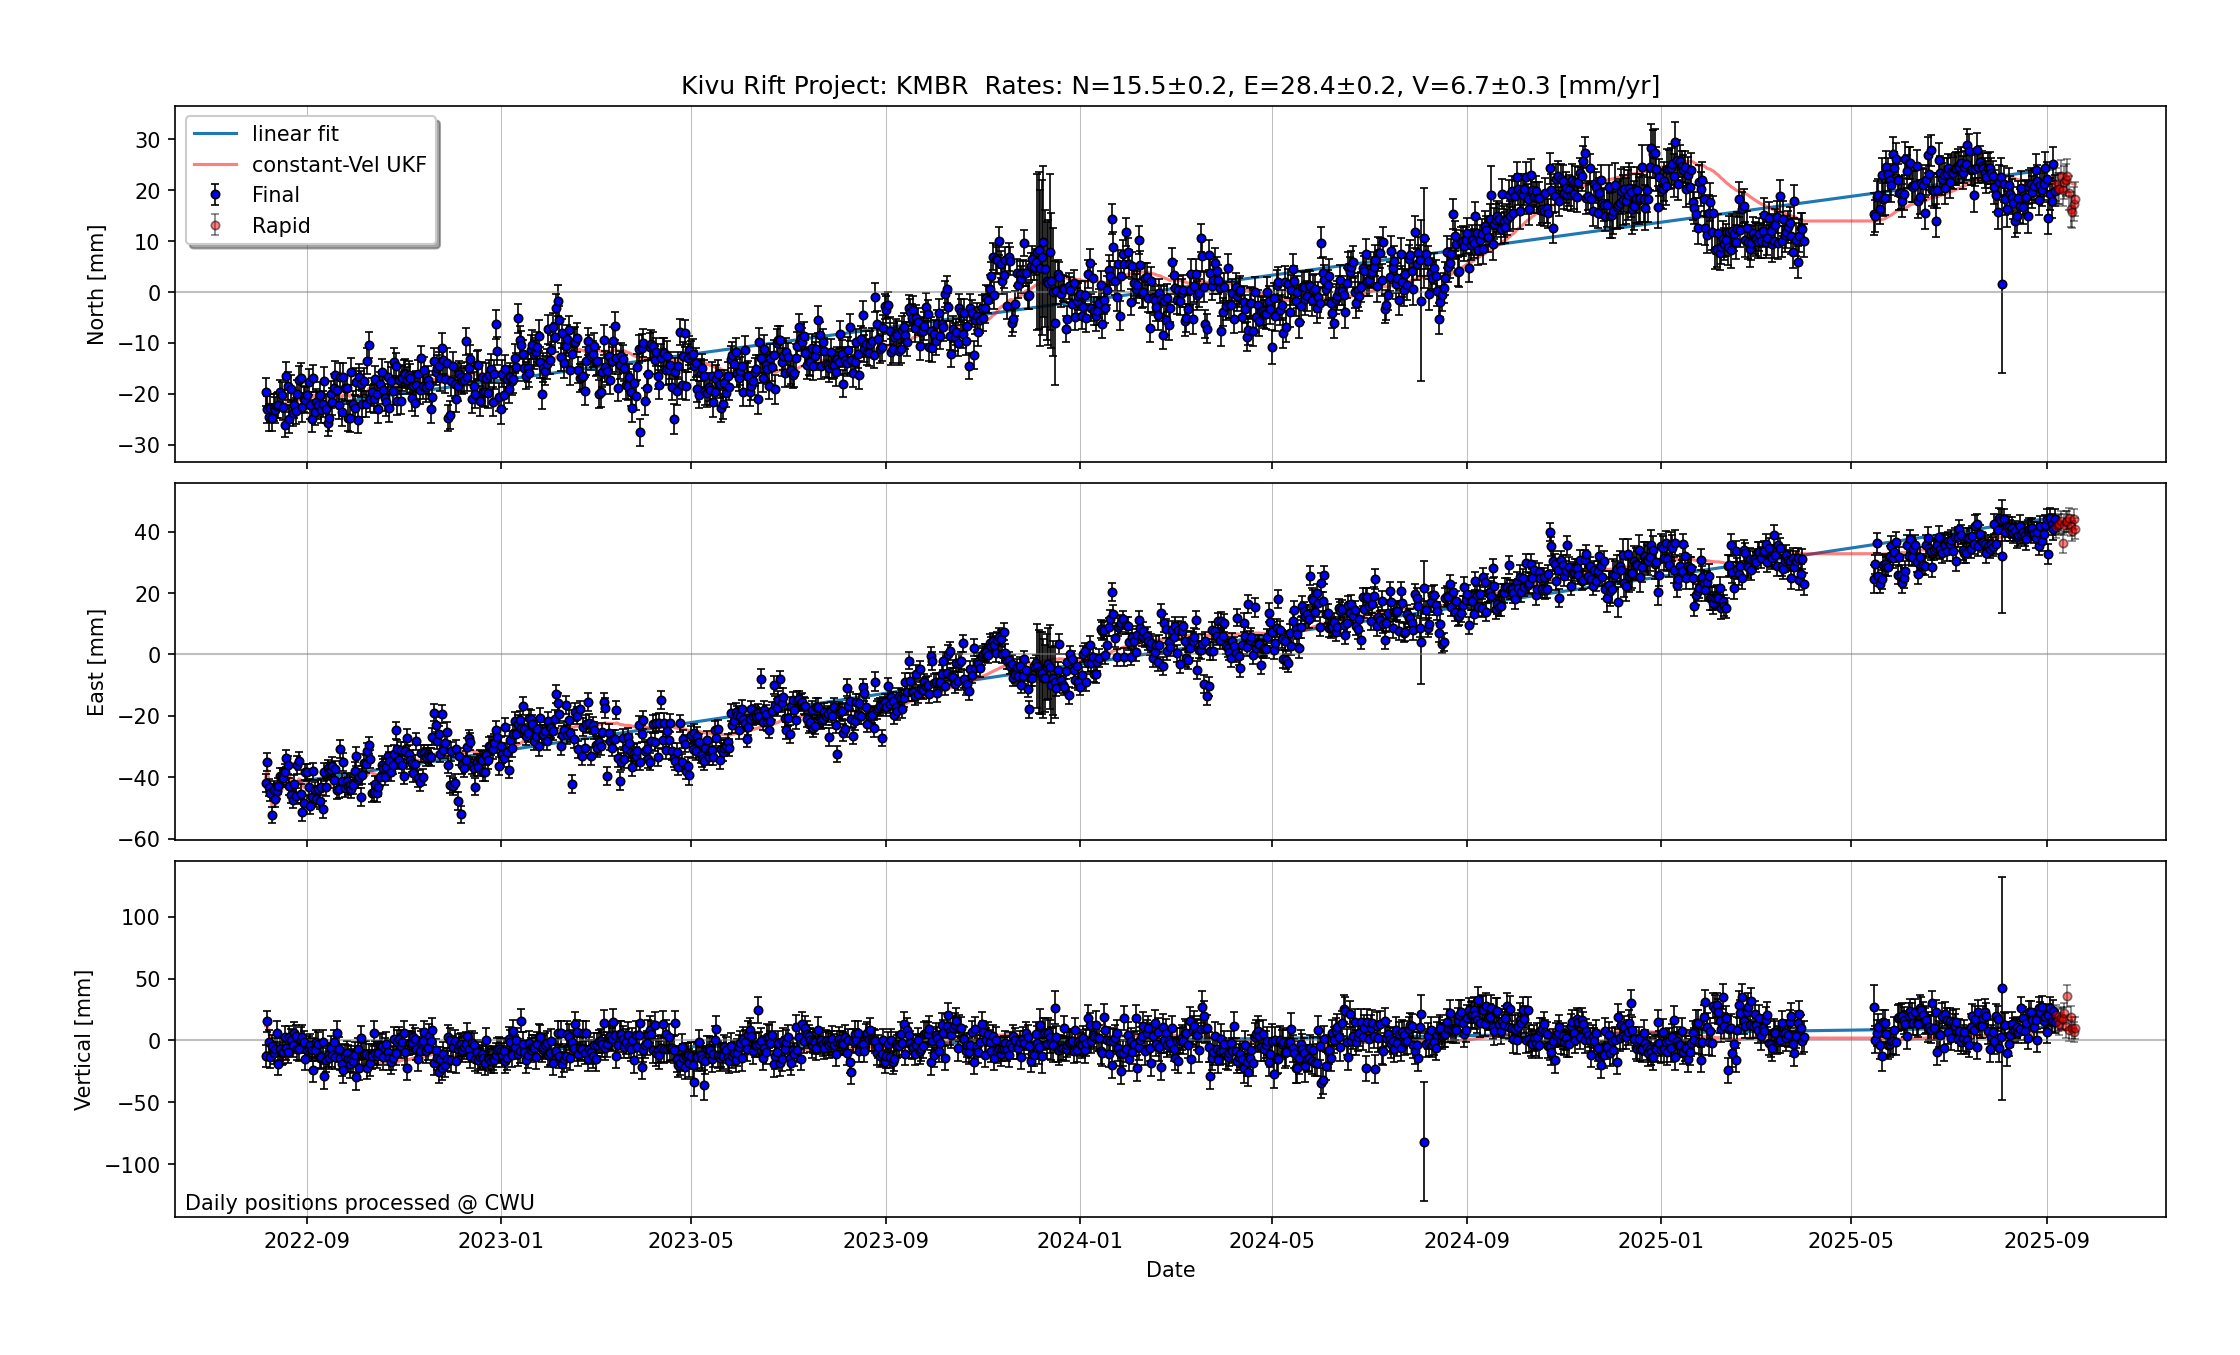 Kivu Rift Project: KMBR  Rates: N=15.5±0.2, E=28.4±0.2, V=6.7±0.3 [mm/yr]
linear fit
constant-Vel UKF
Final
Rapid
North [mm]
30
20
10
0
−10
−20
−30
East [mm]
40
20
0
−20
−40
−60
Vertical [mm]
100
50
0
−50
−100
Daily positions processed @ CWU
2022-09 2023-01 2023-05 2023-09 2024-01 2024-05 2024-09 2025-01 2025-05 2025-09
Date